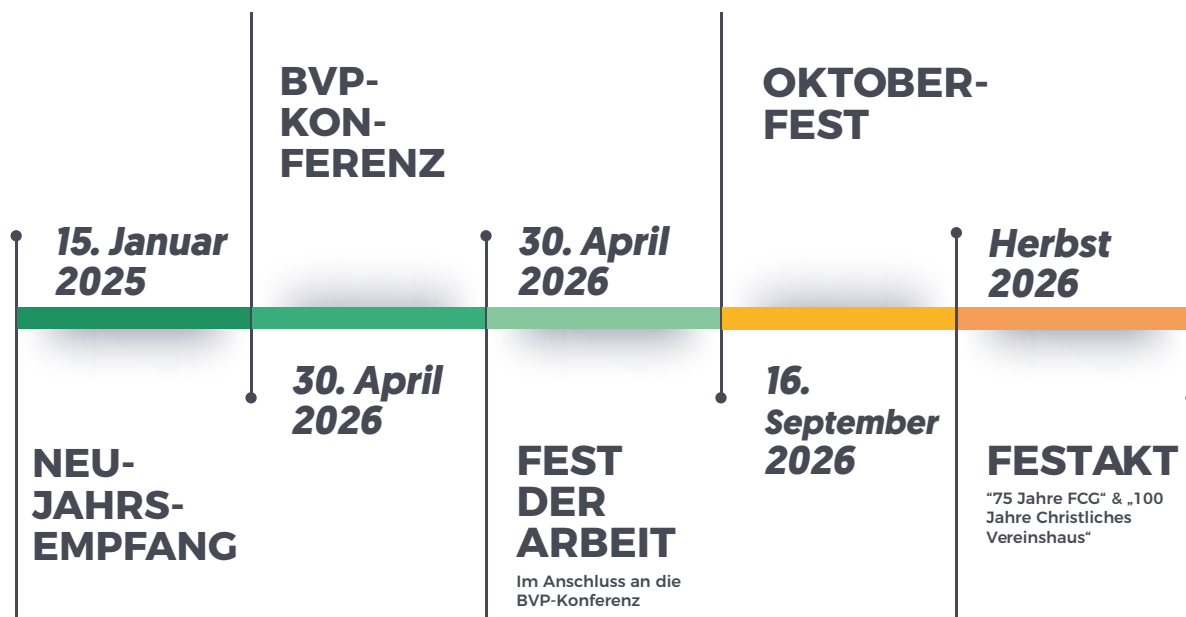 15. Januar
2025
NEU-
JAHRS-
EMPFANG
BVP-
KON-
FERENZ
30. April
2026
30. April
2026
FEST
DER
ARBEIT
Im Anschluss an die
BVP-Konferenz
OKTOBER-
FEST
16.
September
2026
Herbst
2026
FESTAKT
“75 Jahre FCG“ & „100
Jahre Christliches
Vereinshaus“